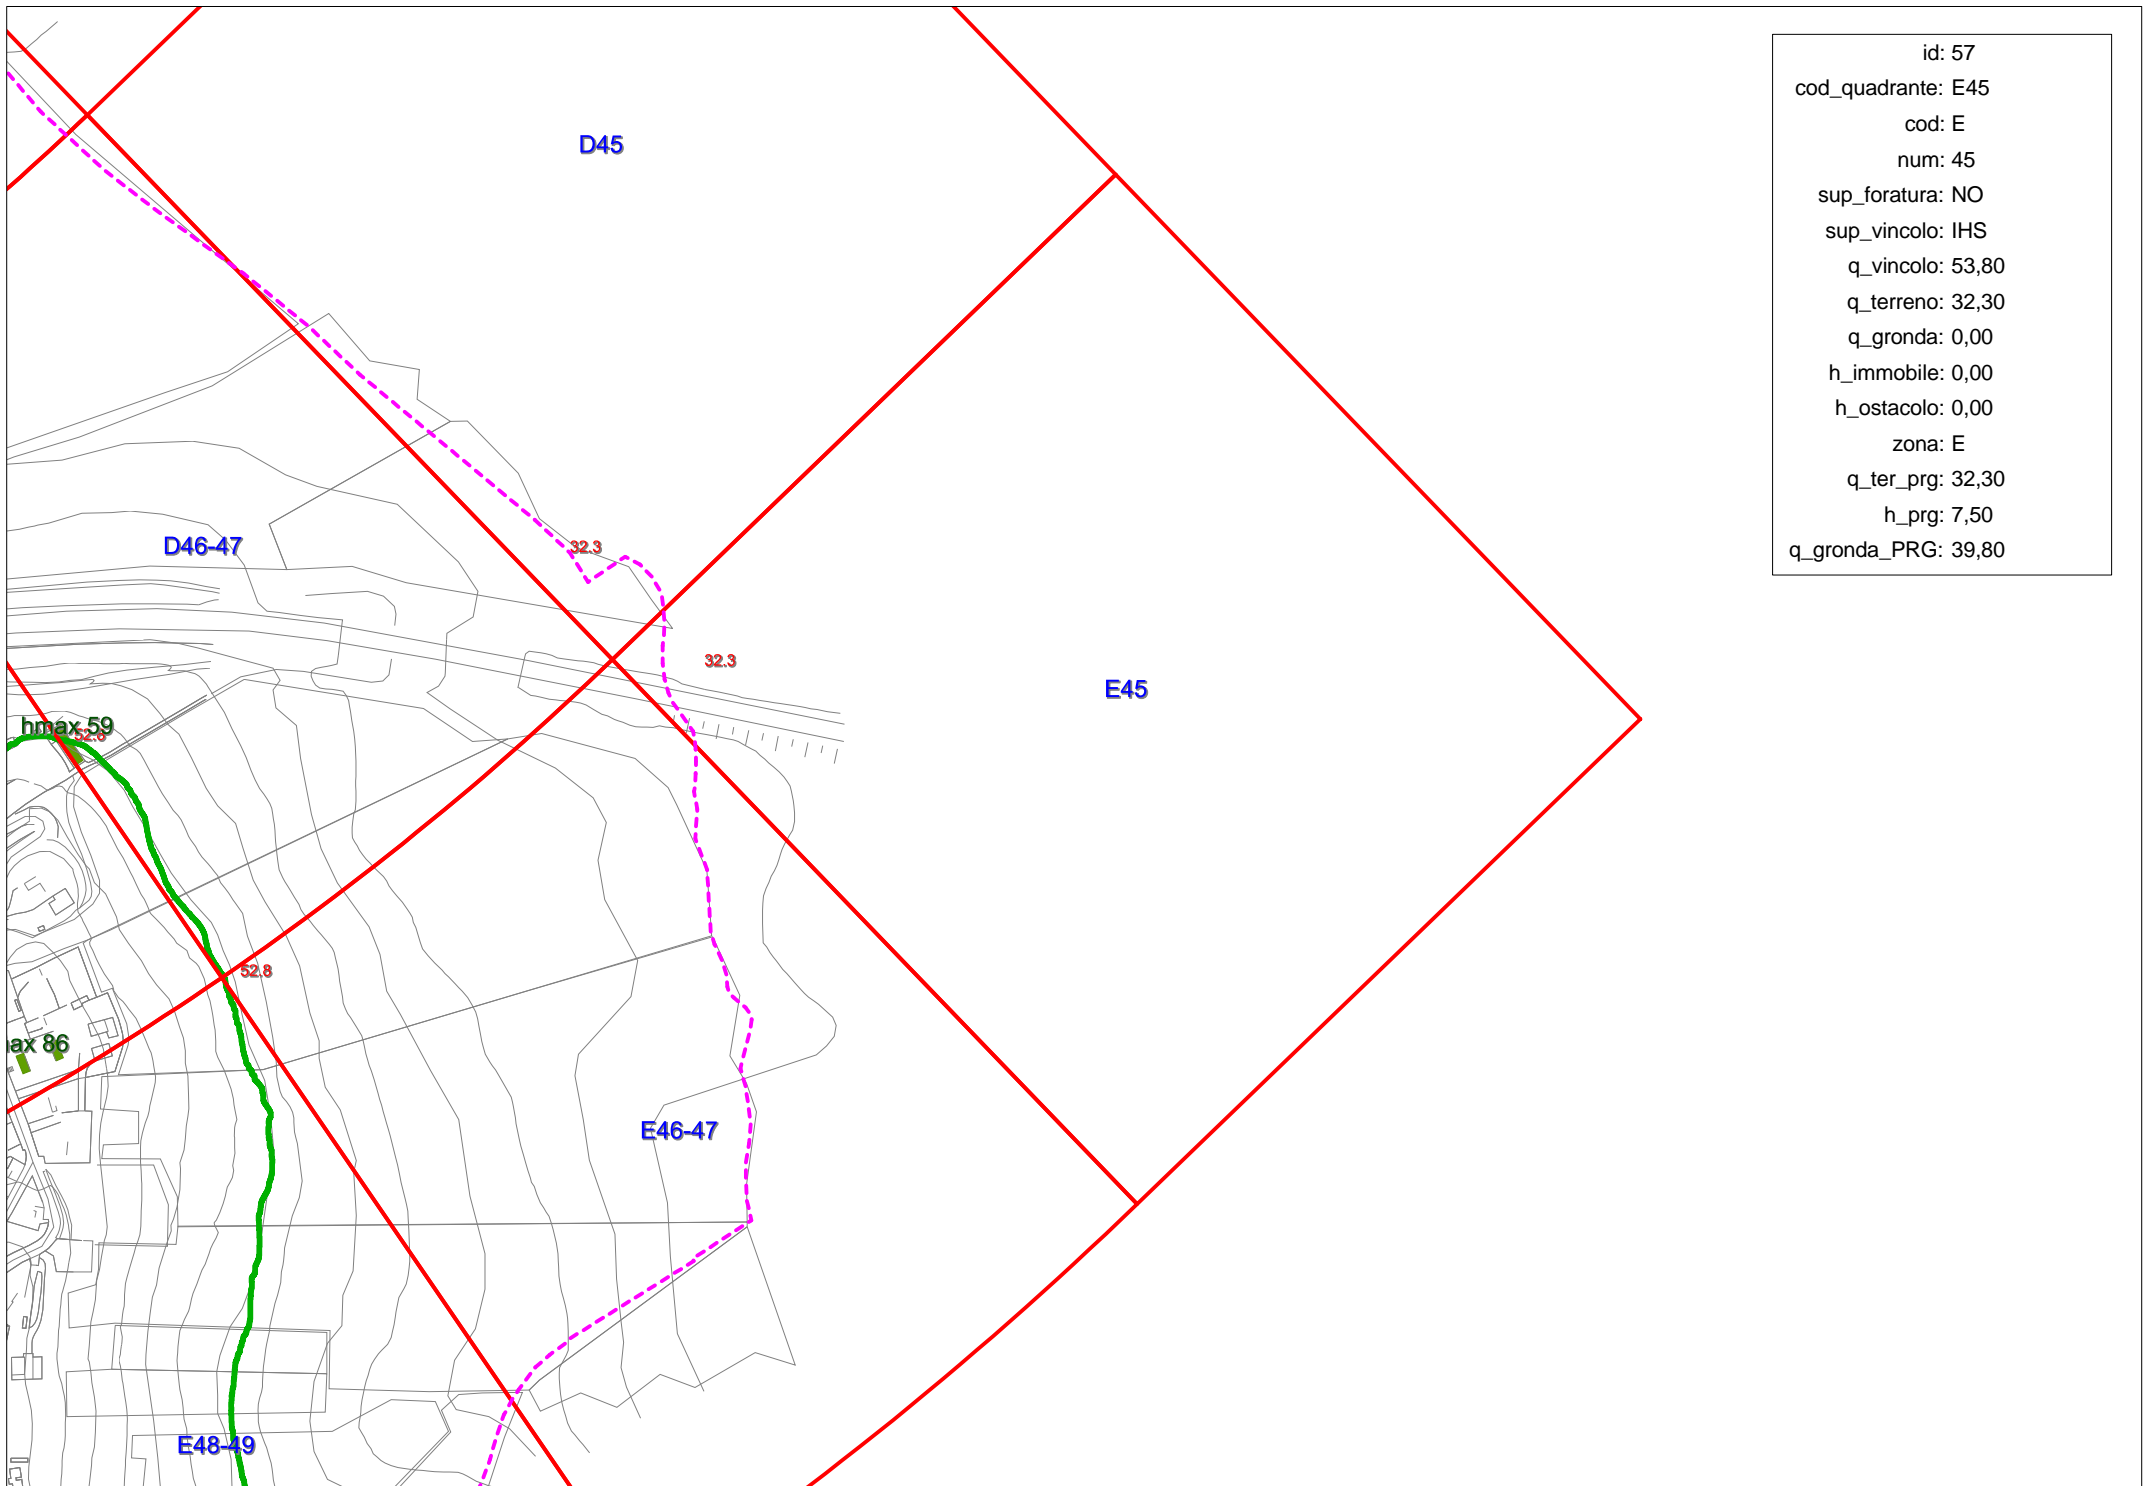 id: 57
cod_quadrante: E45
cod: E
num: 45
sup_foratura: NO
sup_vincolo: IHS
q_vincolo: 53,80
q_terreno: 32,30
q_gronda: 0,00
h_immobile: 0,00
h_ostacolo: 0,00
zona: E
q_ter_prg: 32,30
h_prg: 7,50
q_gronda_PRG: 39,80
D45
D46-47
32.3
32.3
E45
hmax 59
52.8
52.8
ax 86
E46-47
E48-49